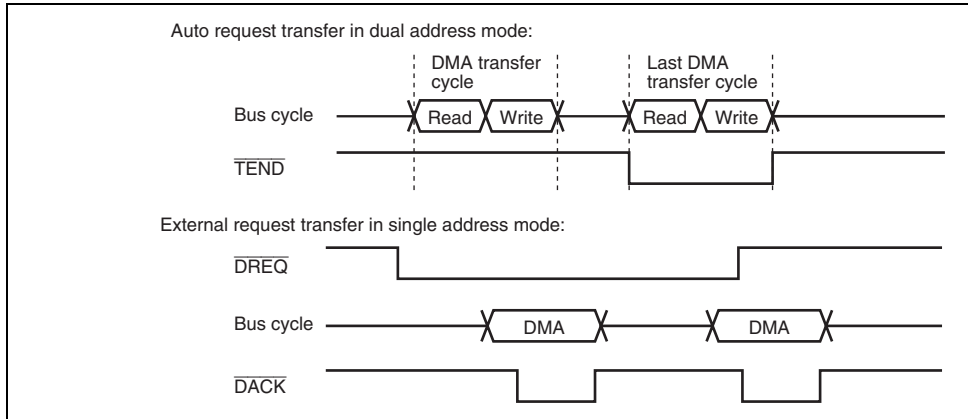 Auto request transfer in dual address mode:
DMA transfer
cycle
Last DMA
transfer cycle
Bus cycle
Read
Write
Read
Write
TEND
External request transfer in single address mode:
DREQ
Bus cycle
DMA
DMA
DACK